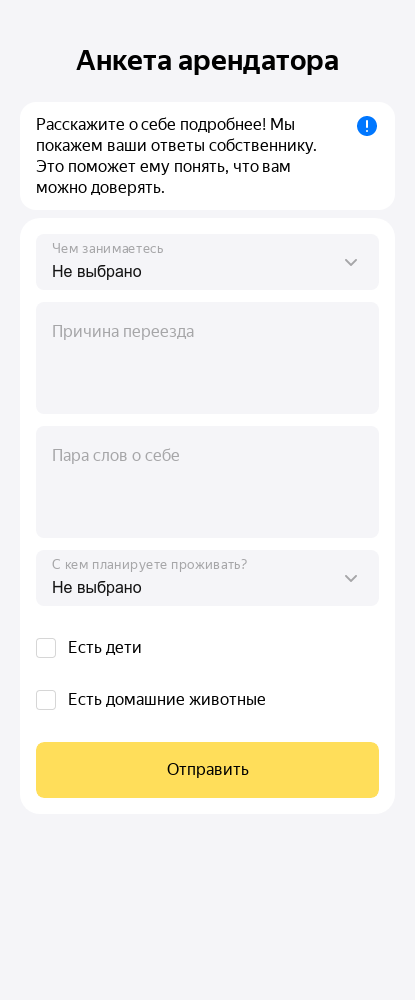 Анкета арендатора
Расскажите о себе подробнее! Мы
покажем ваши ответы собственнику.
Это поможет ему понять, что вам
можно доверять.
Чем занимаетесь
Не выбрано
Причина переезда
Пара слов о себе
С кем планируете проживать?
Не выбрано
Есть дети
Есть домашние животные
Отправить